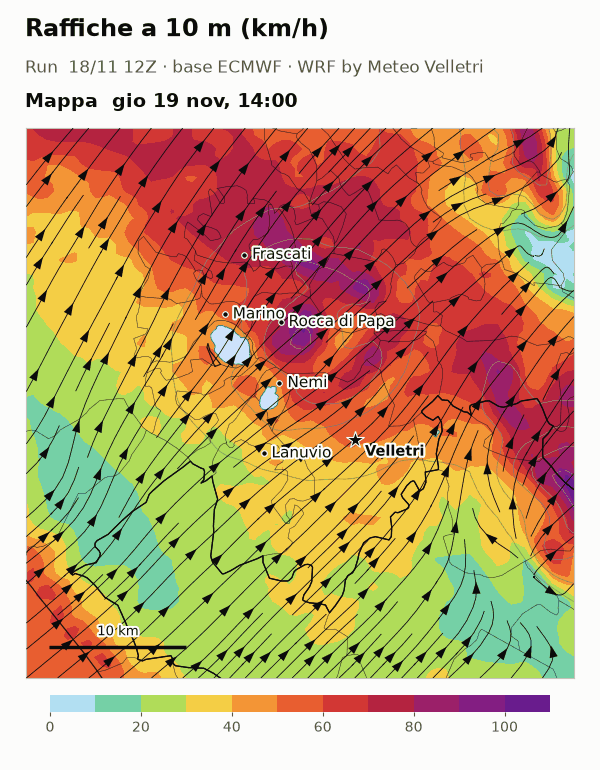 Raffiche a 10 m (km/h)
Run 18/11 12Z · base ECMWF · WRF by Meteo Velletri
Mappa gio 19 nov, 14:00
Frascati
Marino
Rocca di Papa
Nemi
Velletri
Lanuvio
10 km
0 20 40 60 80 100